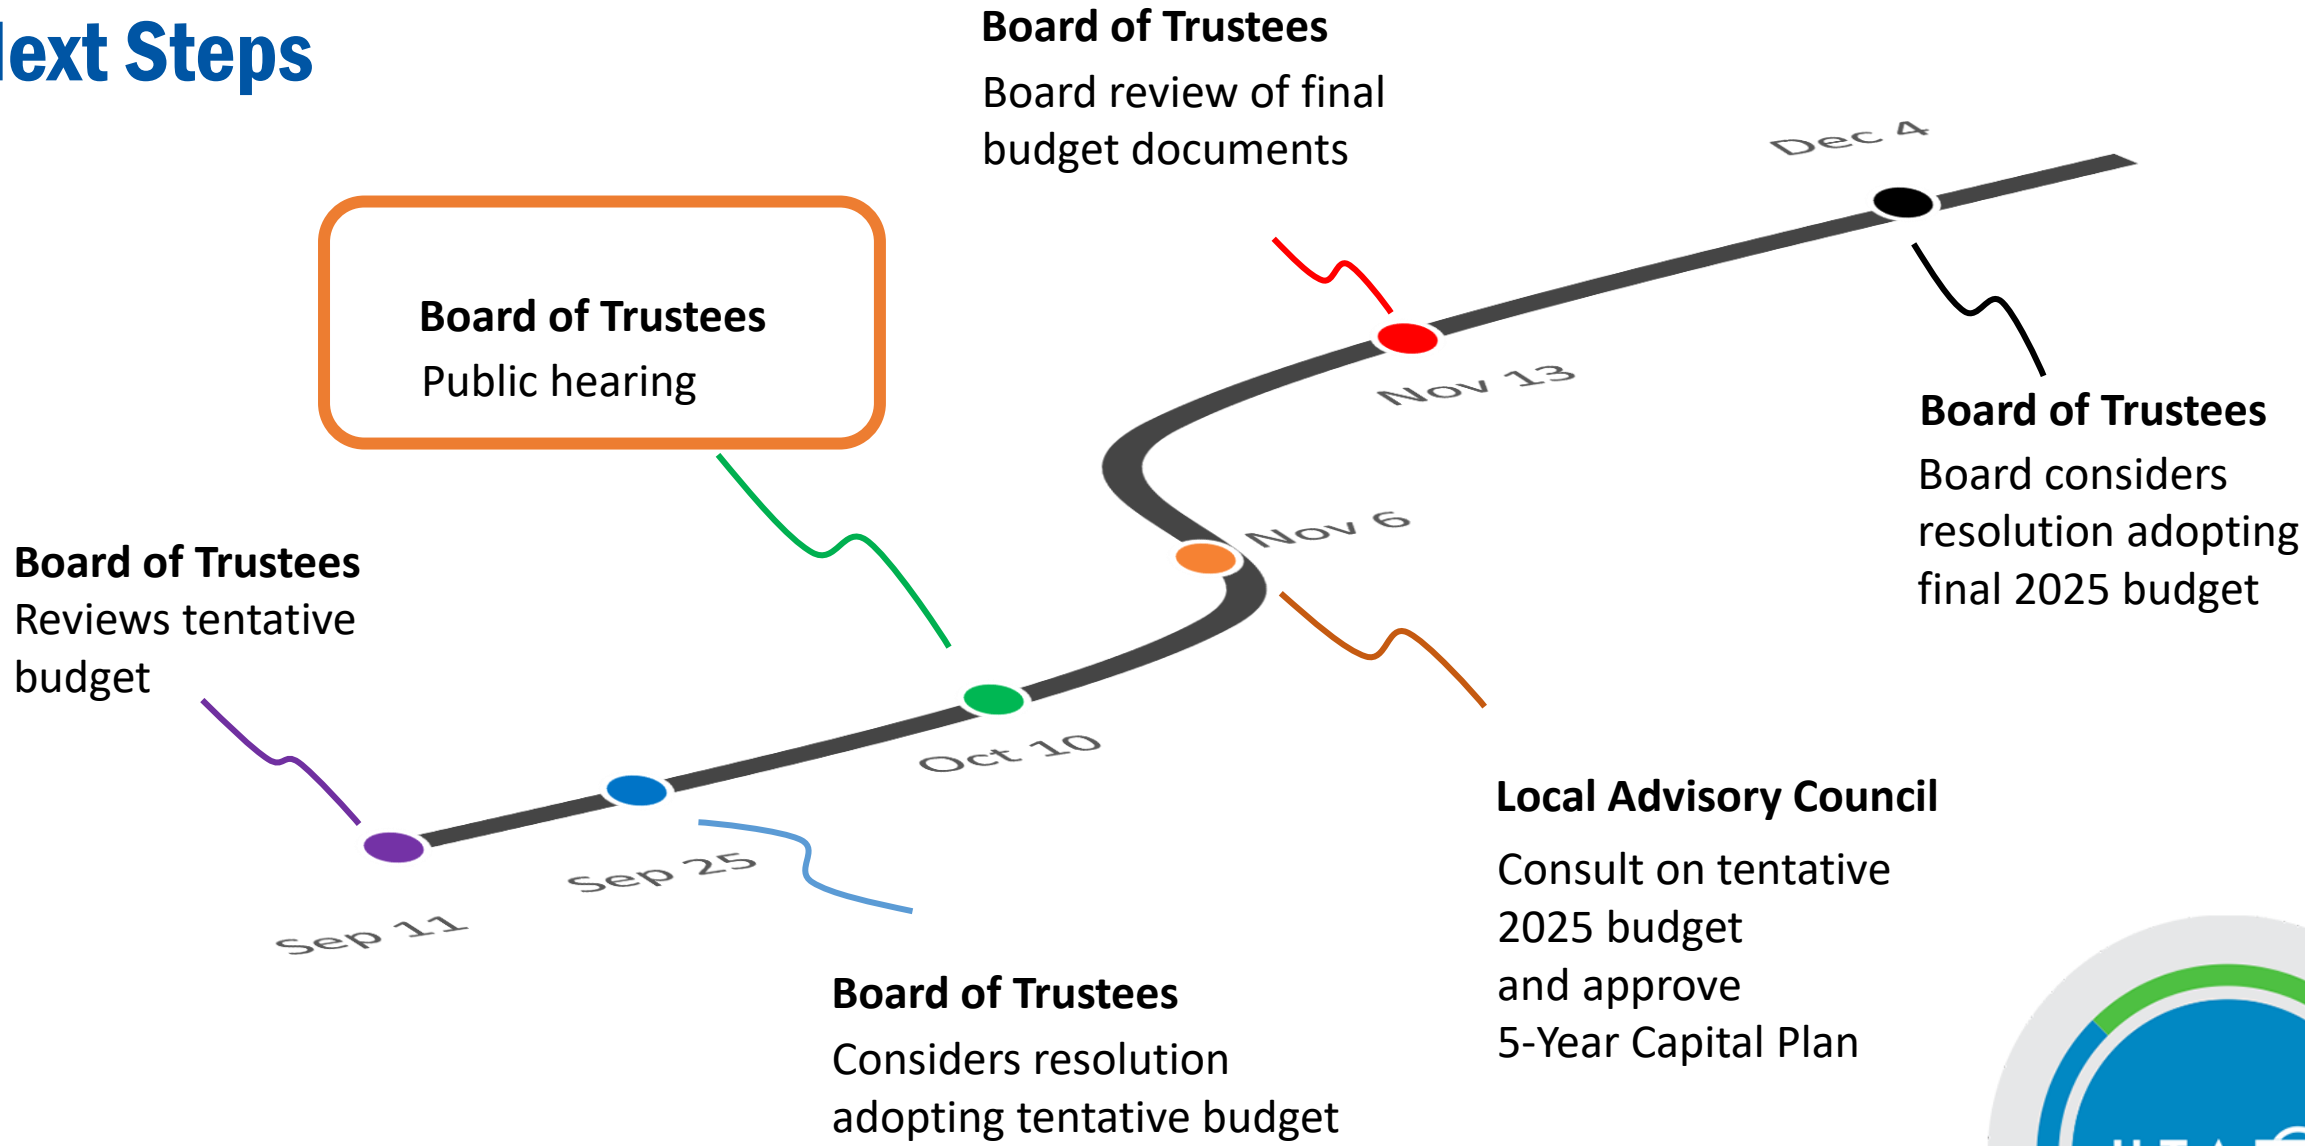 ext Steps
Board of Trustees
Board review of final
budget documents
Dec 4
Board of Trustees
Public hearing
Nov 13
Board of Trustees
Board considers
resolution adopting
final 2025 budget
Nov 6
Board of Trustees
Reviews tentative
budget
Oct 10
Sep 25
Sep 11
Local Advisory Council
Consult on tentative
2025 budget
and approve
5-Year Capital Plan
Board of Trustees
Considers resolution
adopting tentative budget